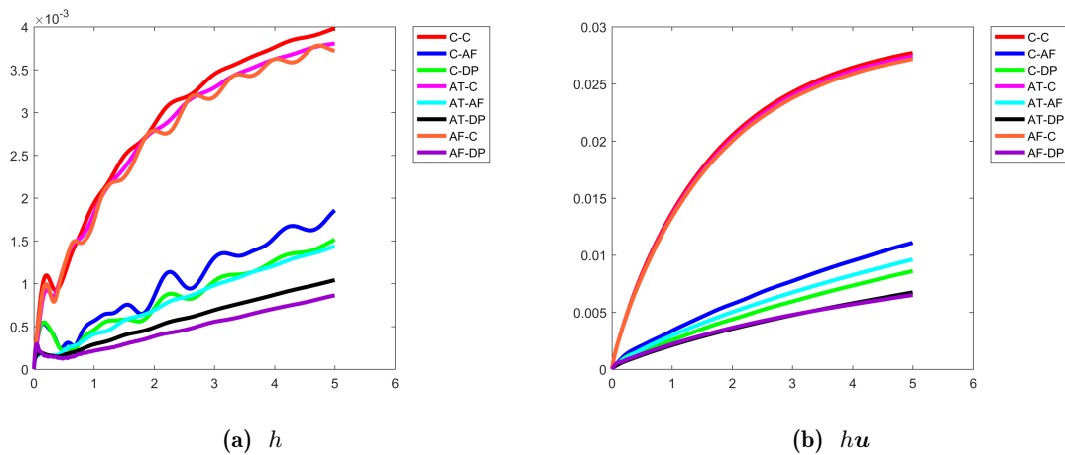 ×10⁻³
4
3.5
3
2.5
2
1.5
1
0.5
0
0 1 2 3 4 5 6
C-C
C-AF
C-DP
AT-C
AT-AF
AT-DP
AF-C
AF-DP
(a) h
0.03
0.025
0.02
0.015
0.01
0.005
0
0 1 2 3 4 5 6
C-C
C-AF
C-DP
AT-C
AT-AF
AT-DP
AF-C
AF-DP
(b) hu